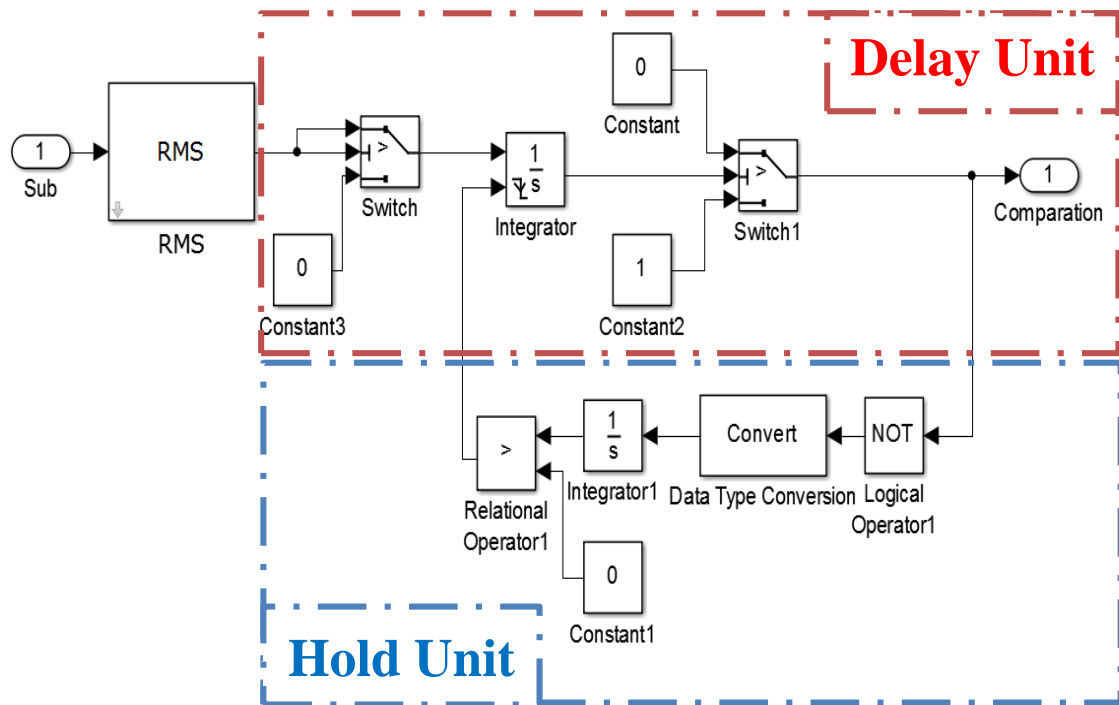 Delay Unit
0
Constant
1
Sub
RMS
RMS
>
Switch
0
Constant3
1
s
Integrator
>
Switch1
1
Constant2
1
Comparation
>
Relational
Operator1
1
s
Integrator1
Convert
Data Type Conversion
NOT
Logical
Operator1
0
Constant1
Hold Unit